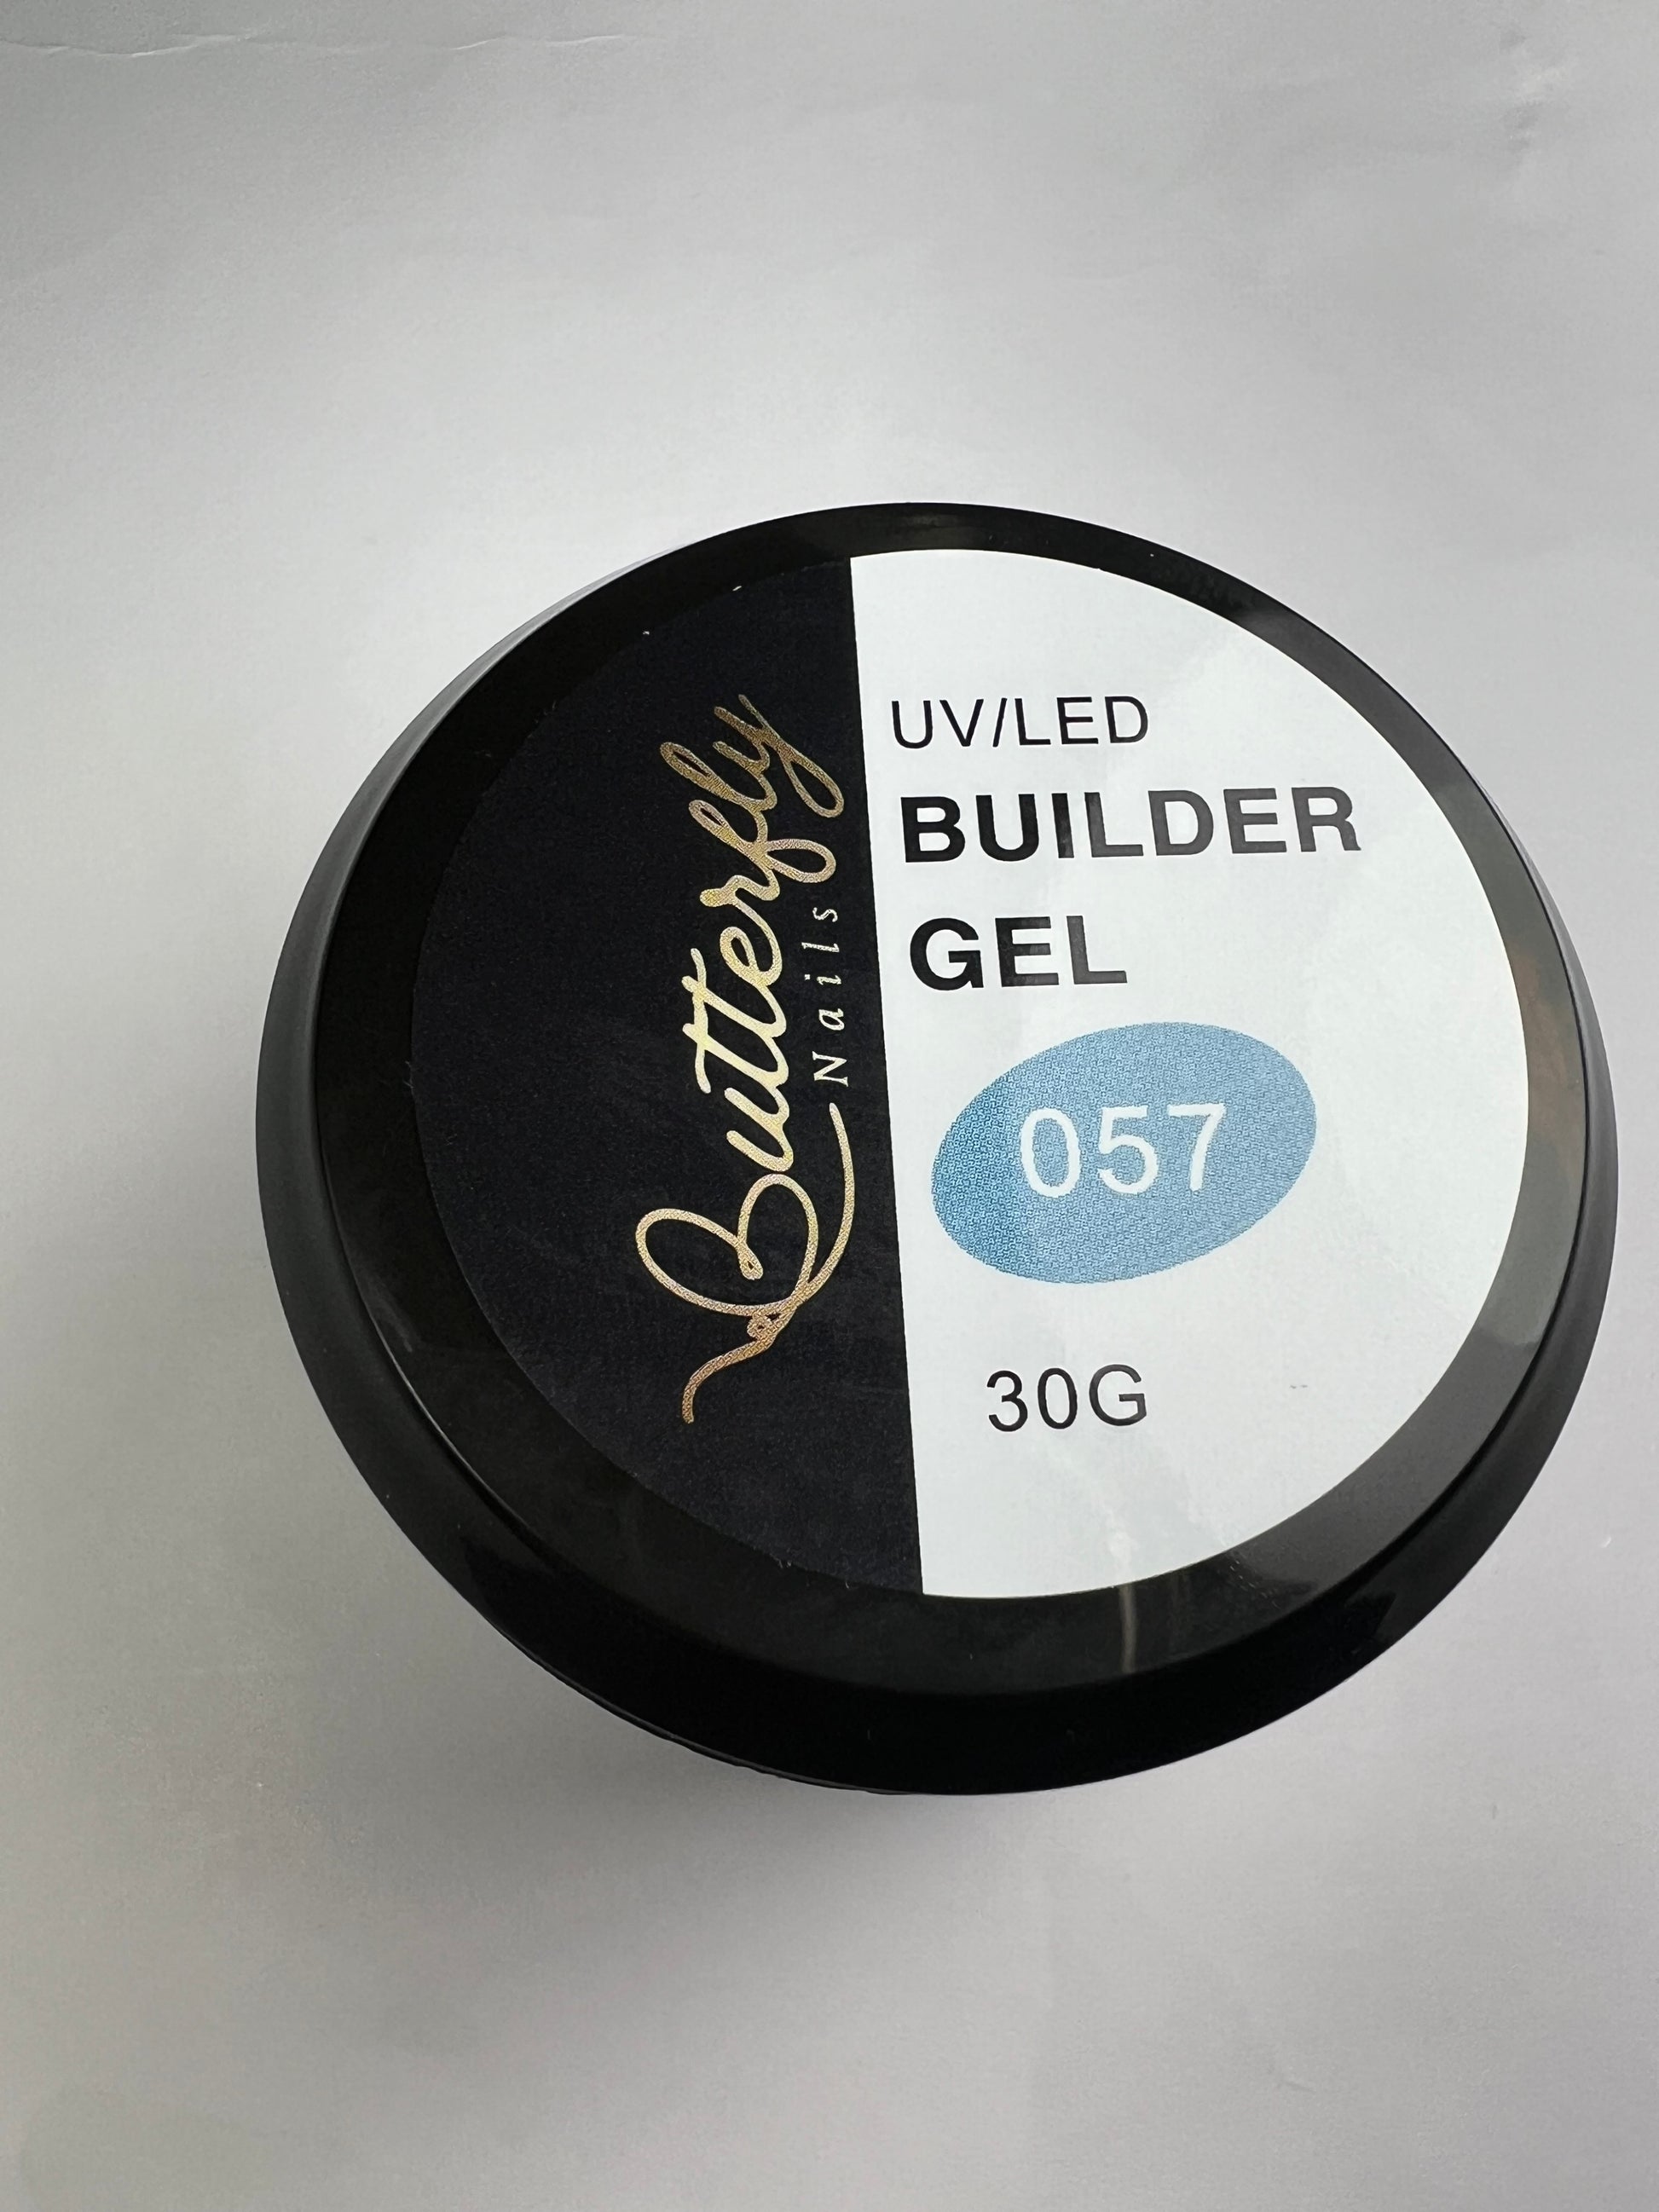 Butterfly
Nails
UV/LED
BUILDER
GEL
057
30G